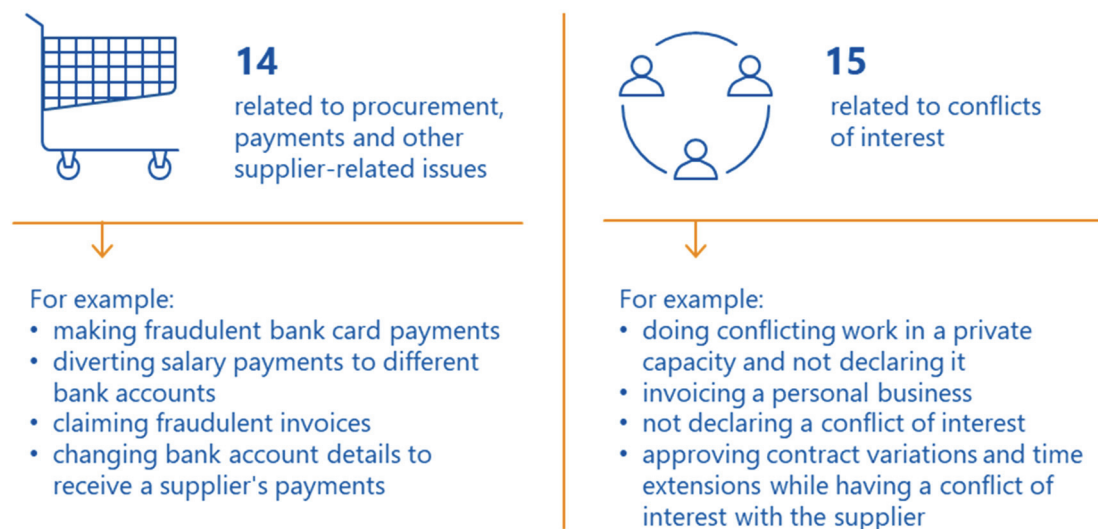 14
related to procurement,
payments and other
supplier-related issues
For example:
• making fraudulent bank card payments
• diverting salary payments to different
bank accounts
• claiming fraudulent invoices
• changing bank account details to
receive a supplier's payments
15
related to conflicts
of interest
For example:
• doing conflicting work in a private
capacity and not declaring it
• invoicing a personal business
• not declaring a conflict of interest
• approving contract variations and time
extensions while having a conflict of
interest with the supplier